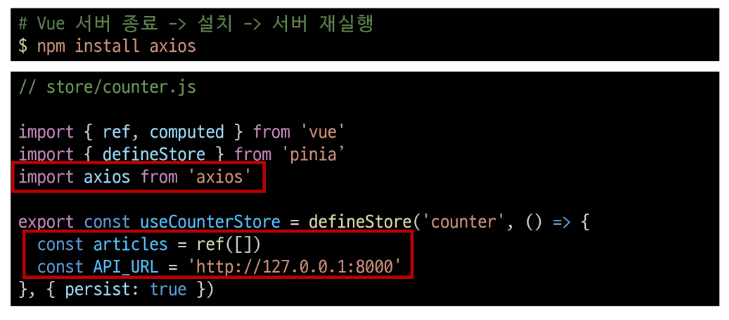 # Vue 서버 종료 -> 설치 -> 서버 재실행
$ npm install axios
// store/counter.js
import { ref, computed } from 'vue'
import { defineStore } from 'pinia’
import axios from 'axios'
export const useCounterStore = defineStore('counter', () => {
const articles = ref([])
const API_URL = 'http://127.0.0.1:8000'
}, { persist: true })